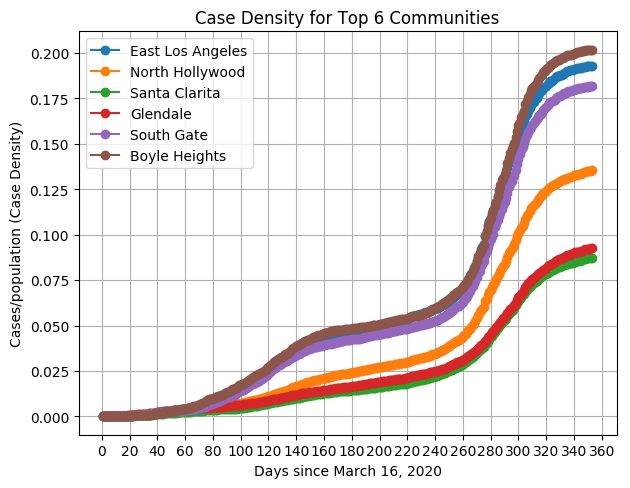 Case Density for Top 6 Communities
East Los Angeles
North Hollywood
Santa Clarita
Glendale
South Gate
Boyle Heights
Cases/population (Case Density)
0.200
0.175
0.150
0.125
0.100
0.075
0.050
0.025
0.000
0 20 40 60 80 100 120 140 160 180 200 220 240 260 280 300 320 340 360
Days since March 16, 2020